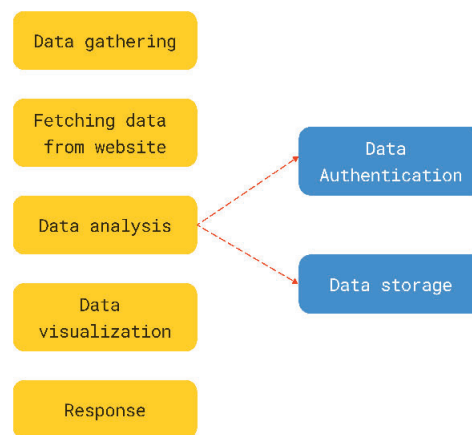 Data gathering
Fetching data
from website
Data analysis
Data
visualization
Response
Data
Authentication
Data storage